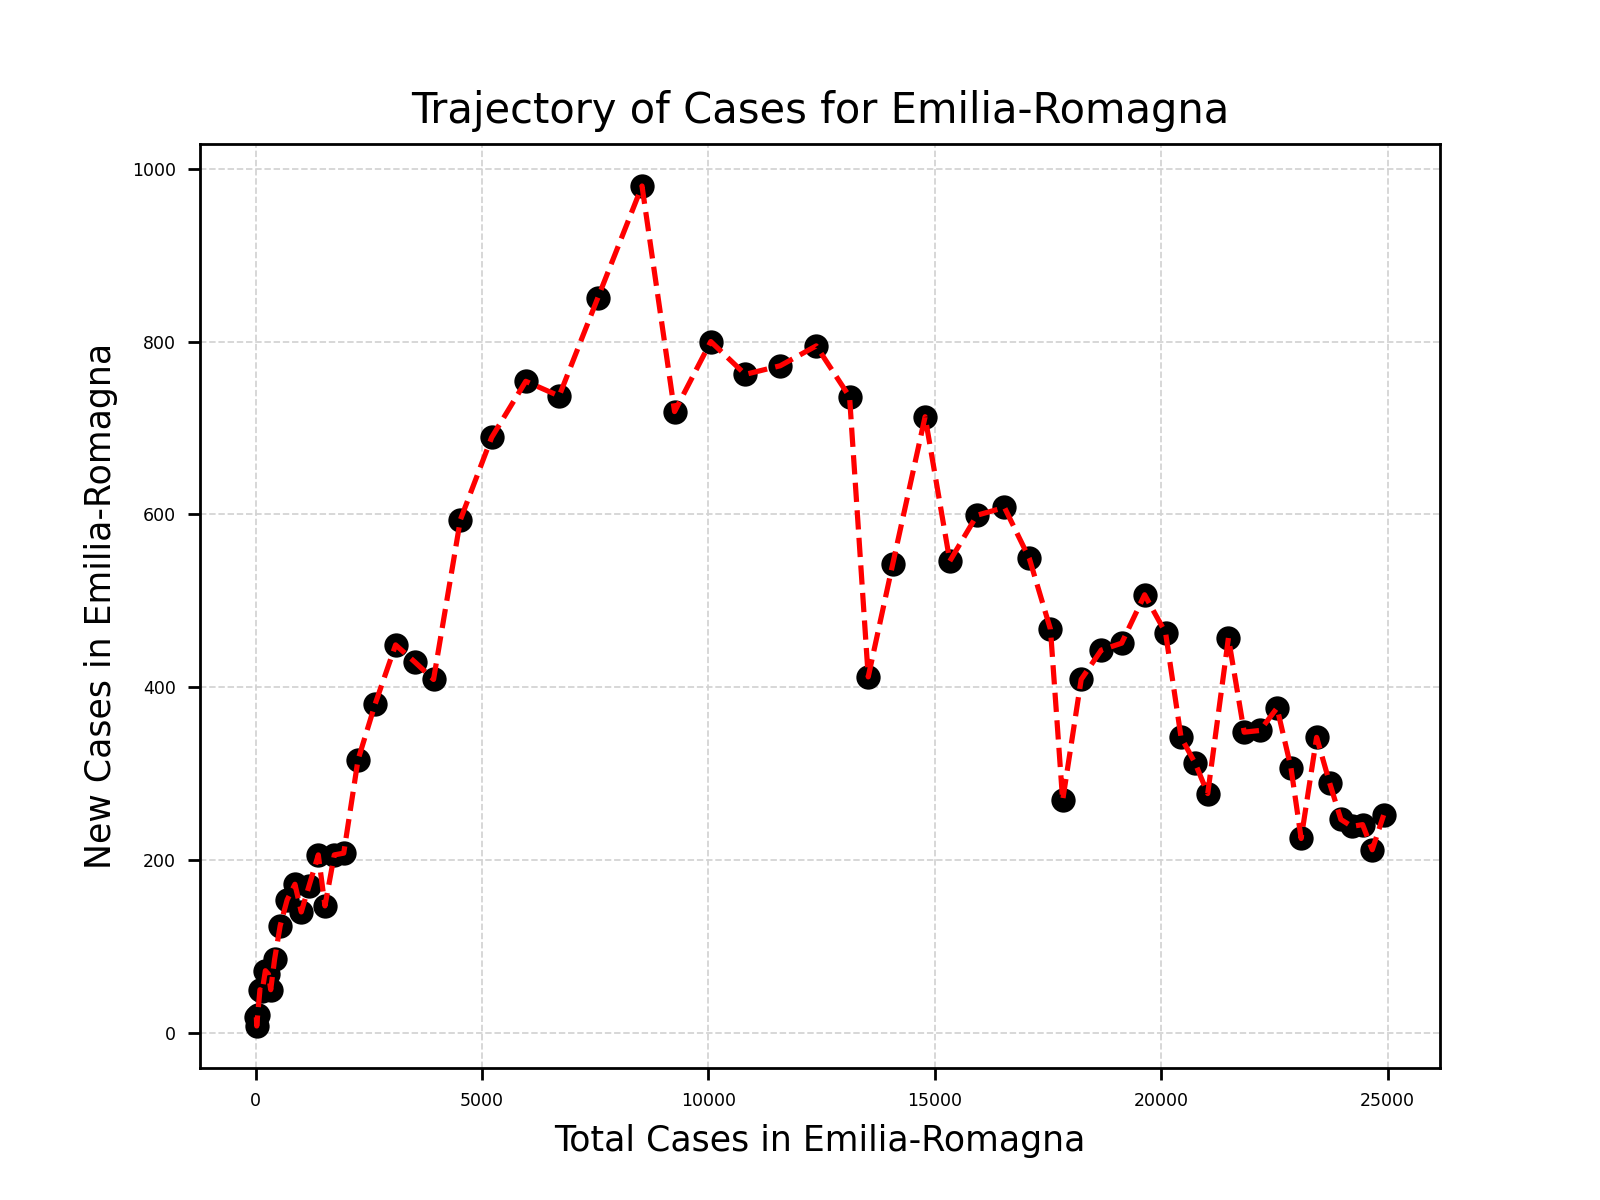 Trajectory of Cases for Emilia-Romagna
New Cases in Emilia-Romagna
1000
800
600
400
200
0
0 5000 10000 15000 20000 25000
Total Cases in Emilia-Romagna